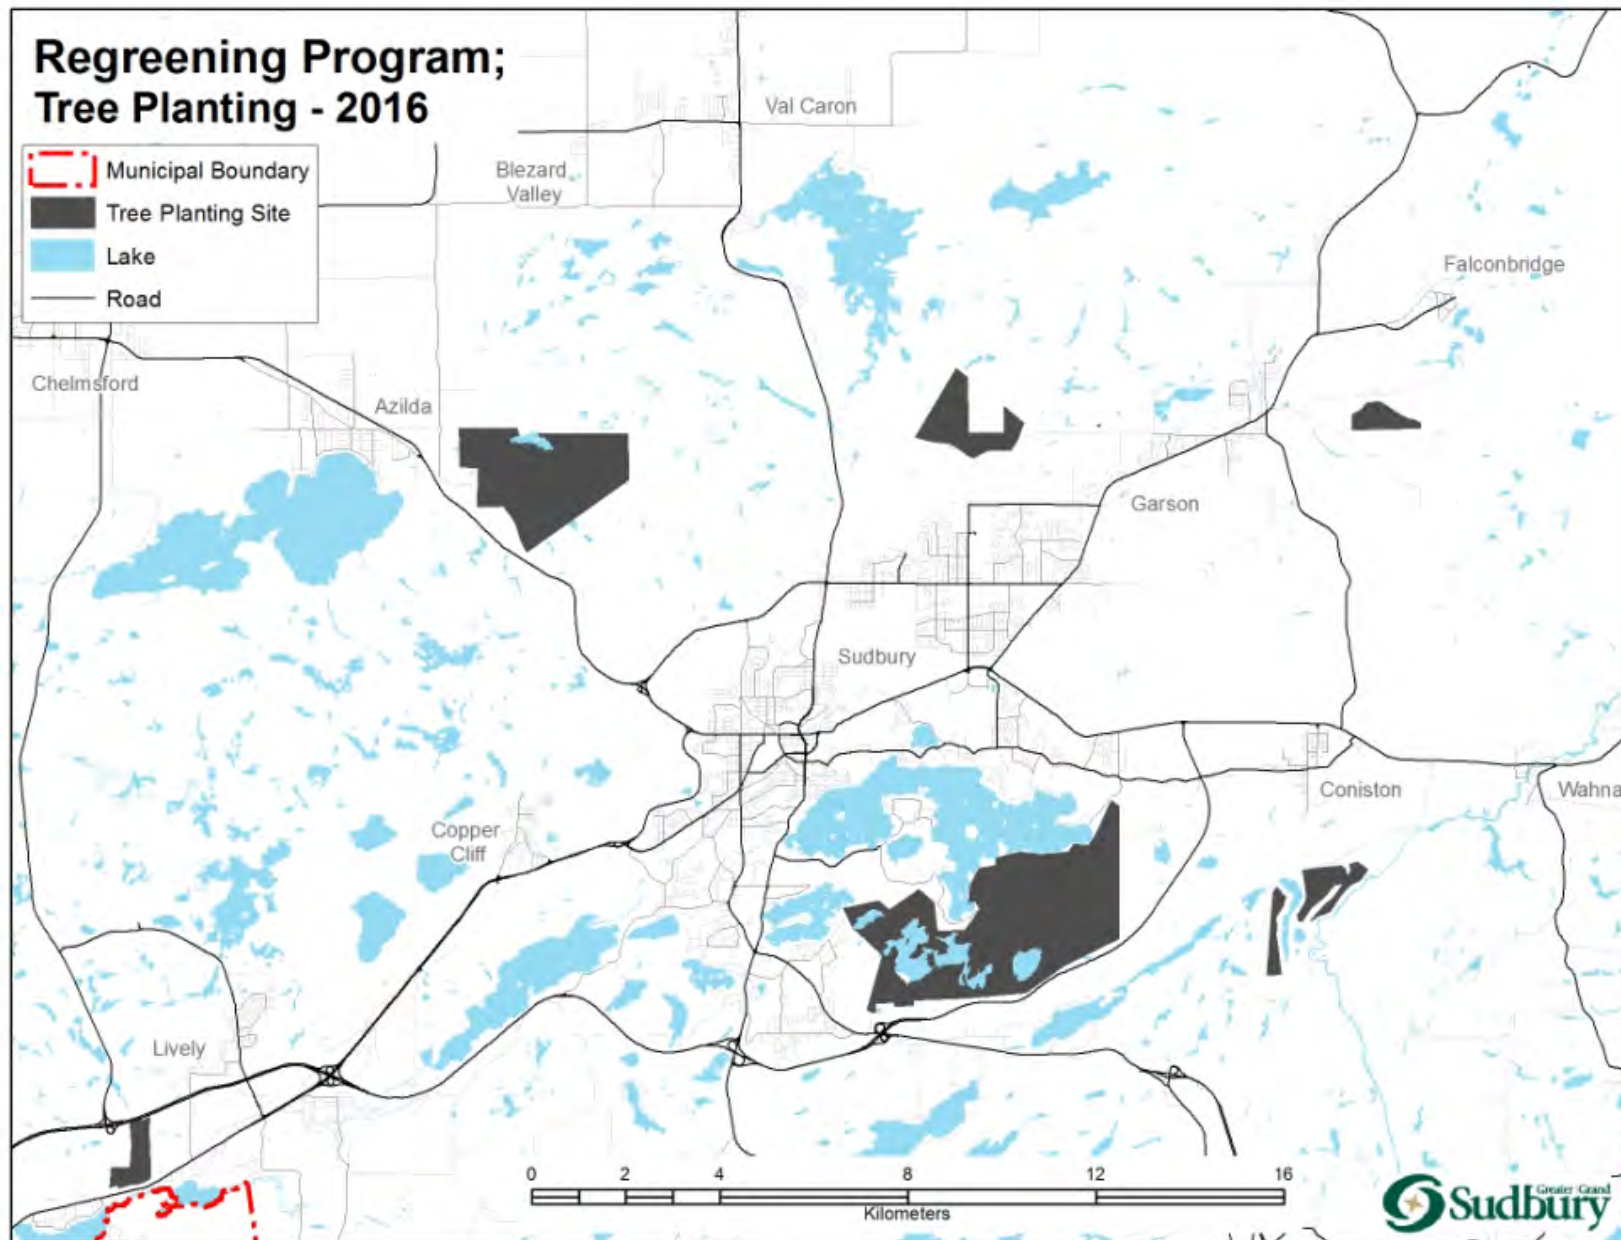 Regreening Program;
Tree Planting - 2016
Municipal Boundary
Tree Planting Site
Lake
Road
Val Caron
Blezard
Valley
Falconbridge
Chelmsford
Azilda
Garson
Sudbury
Coniston
Wahna
Copper
Cliff
Lively
0 2 4 8 12 16
Kilometers
Greater Grand
Sudbury